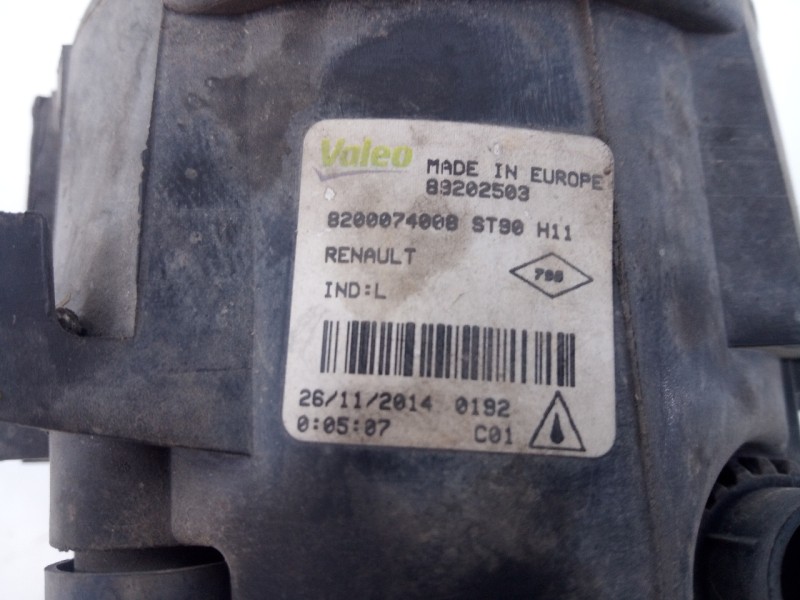 Valeo
MADE IN EUROPE
89202503
8200074008 ST90 H11
RENAULT
IND:L
26/11/2014 0192
0:05:07
C01